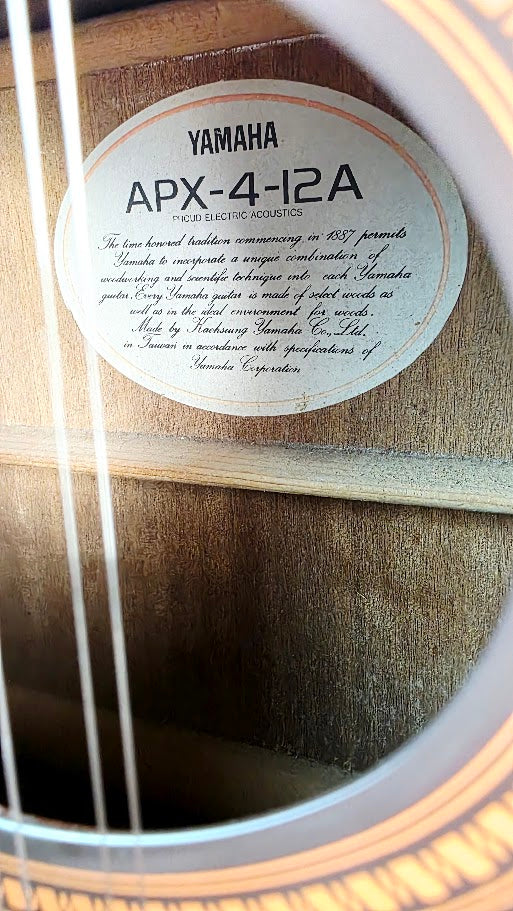 YAMAHA
APX-4-12A
ELECTRIC ACOUSTICS
The time honored tradition commencing in 1887 permits
Yamaha to incorporate a unique combination of
woodworking and scientific technique into each Yamaha
guitar. Every Yamaha guitar is made of select woods as
well as in the ideal environment for woods.
Made by Kaohsiung Yamaha Co., Ltd.
in Taiwan in accordance with specifications of
Yamaha Corporation